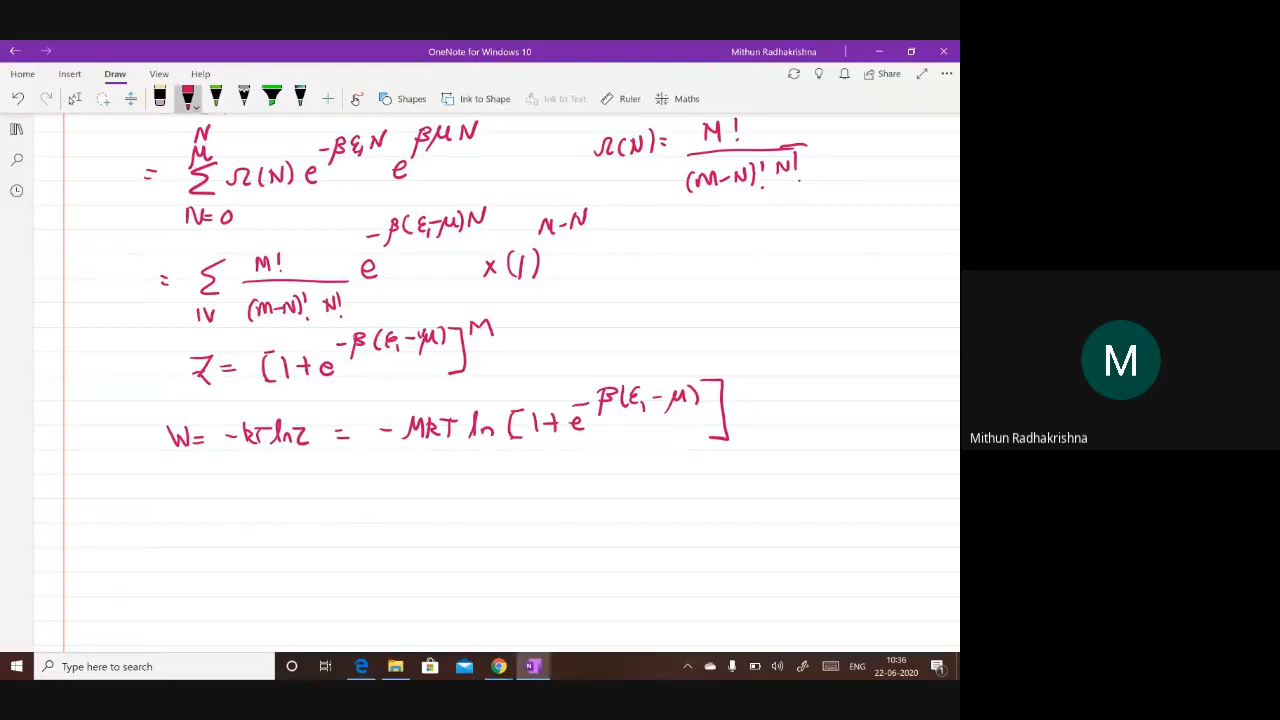 OneNote for Windows 10
Mithun Radhakrishna
Home Insert Draw View Help
Share
Shapes Ink to Shape Ink to Text Ruler Maths
N
= M∑N=0 Ω(N) e^{-βε₁N} e^{βμN} Ω(N) = M! / (M-N)! N!
= ∑N M! / (M-N)! N! e^{-β(ε₁-μ)N} × (1)^{M-N}
Z = [1+e^{-β(ε₁-μ)}]^M
W = -kT ln Z = -MkT ln [1+e^{-β(ε₁-μ)}]
M
Mithun Radhakrishna
Type here to search
ENG
10:36
22-06-2020